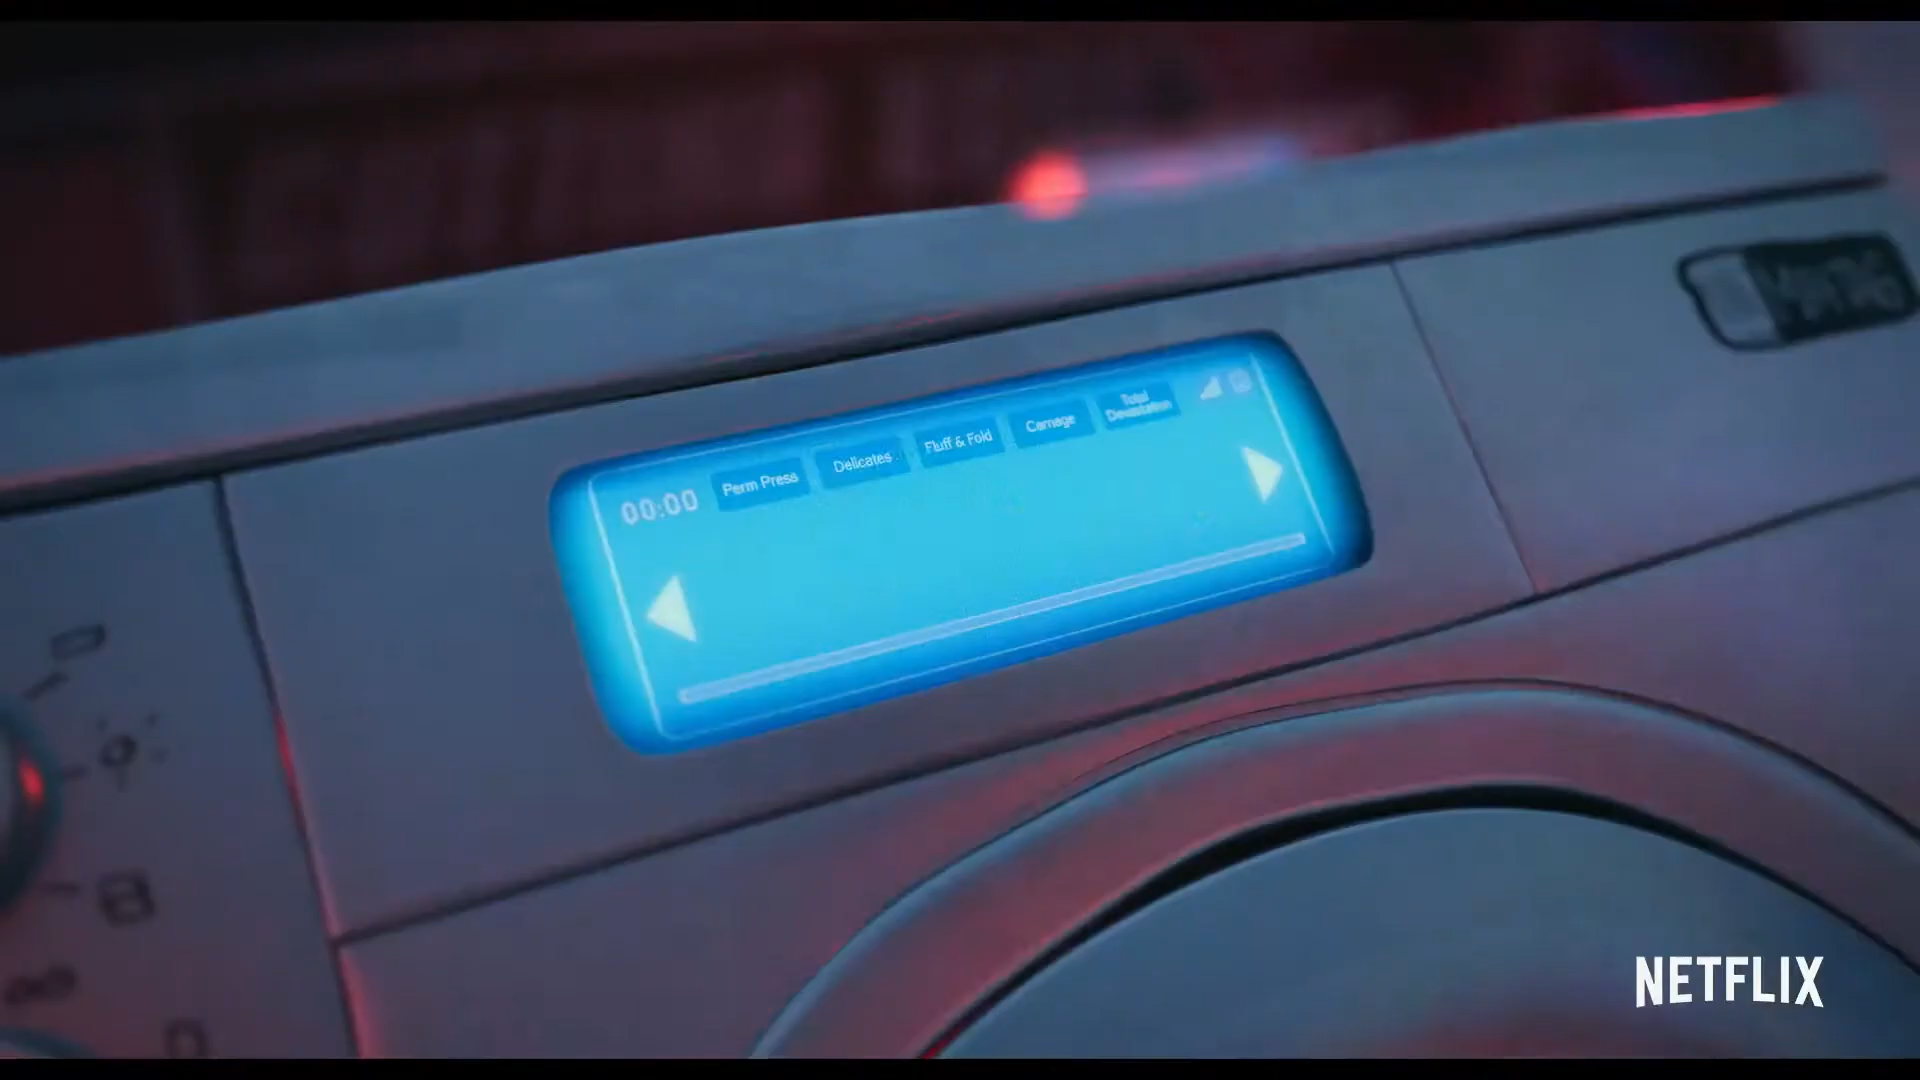 00:00
Perm Press
Delicates
Fluff & Fold
Carnage
Total
Devastation
NETFLIX